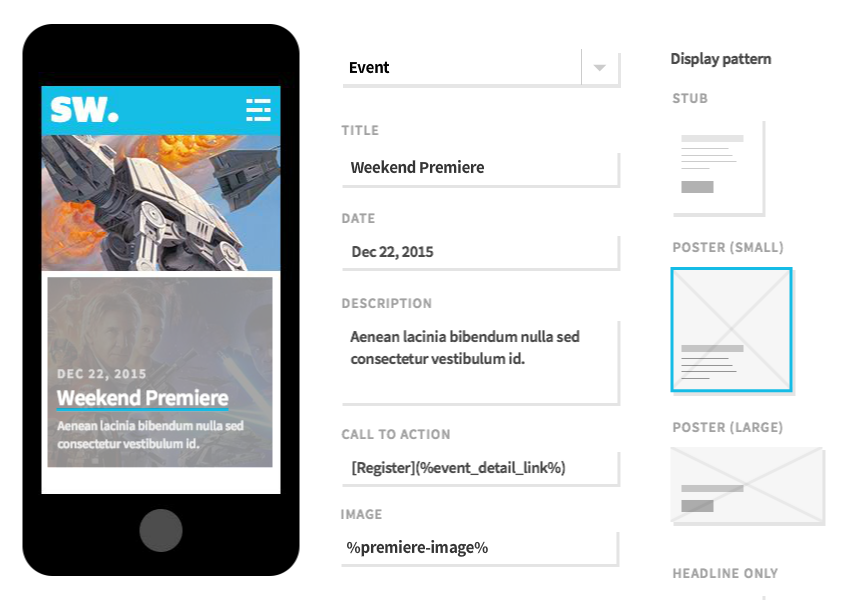 SW.
DEC 22, 2015
Weekend Premiere
Aenean lacinia bibendum nulla sed
consectetur vestibulum id.
Event
TITLE
Weekend Premiere
DATE
Dec 22, 2015
DESCRIPTION
Aenean lacinia bibendum nulla sed
consectetur vestibulum id.
CALL TO ACTION
[Register](%event_detail_link%)
IMAGE
%premiere-image%
Display pattern
STUB
POSTER (SMALL)
POSTER (LARGE)
HEADLINE ONLY